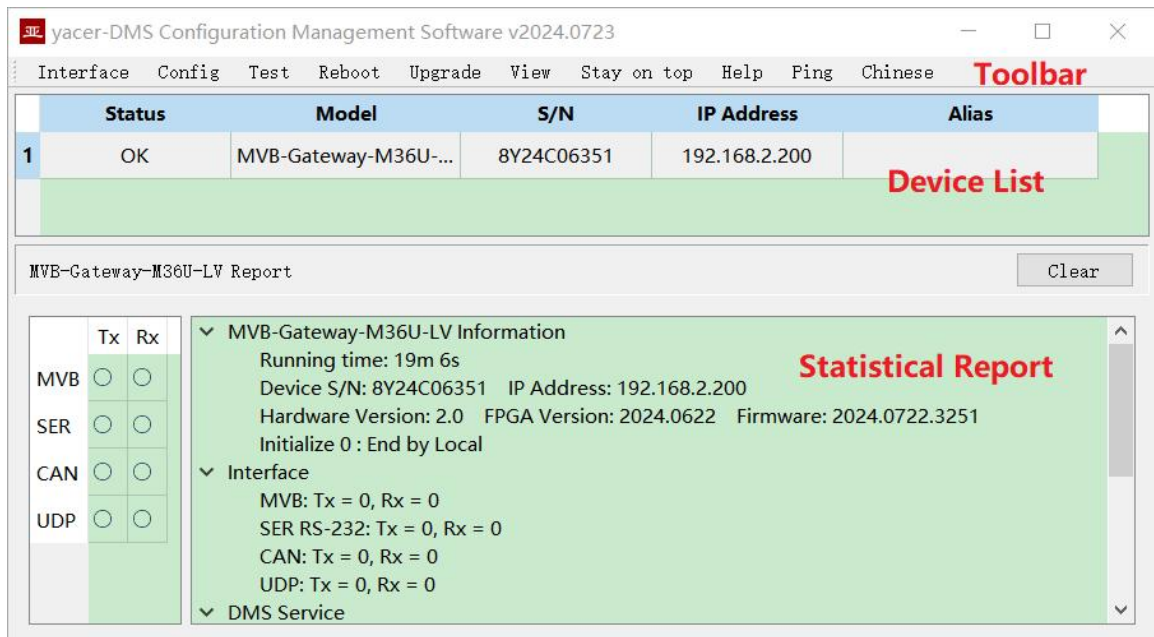 亚 yacer-DMS Configuration Management Software v2024.0723
Interface Config Test Reboot Upgrade View Stay on top Help Ping Chinese Toolbar
Status Model S/N IP Address Alias
1 OK MVB-Gateway-M36U-... 8Y24C06351 192.168.2.200
Device List
MVB-Gateway-M36U-LV Report Clear
Tx Rx
MVB
SER
CAN
UDP
MVB-Gateway-M36U-LV Information
Running time: 19m 6s
Statistical Report
Device S/N: 8Y24C06351 IP Address: 192.168.2.200
Hardware Version: 2.0 FPGA Version: 2024.0622 Firmware: 2024.0722.3251
Initialize 0 : End by Local
Interface
MVB: Tx = 0, Rx = 0
SER RS-232: Tx = 0, Rx = 0
CAN: Tx = 0, Rx = 0
UDP: Tx = 0, Rx = 0
DMS Service